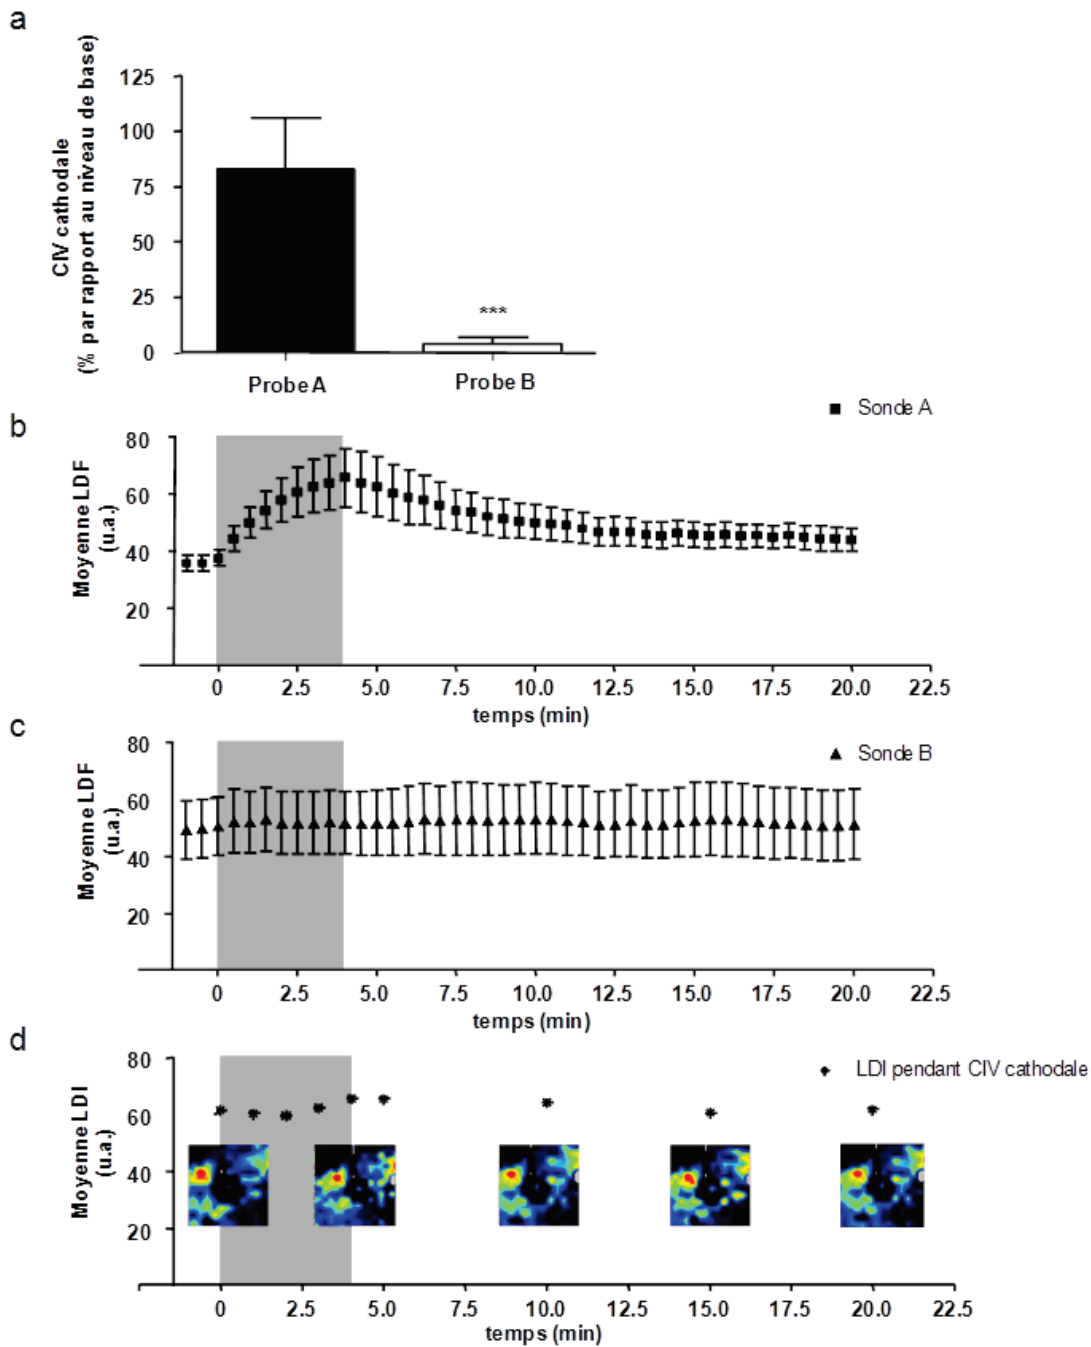 a
CIV cathodale
(% par rapport au niveau de base)
125
100
75
50
25
0
***
Probe A
Probe B
b
Sonde A
Moyenne LDF
(u.a.)
80
60
40
20
0 2.5 5.0 7.5 10.0 12.5 15.0 17.5 20.0 22.5
temps (min)
c
Sonde B
Moyenne LDF
(u.a.)
80
60
40
20
0 2.5 5.0 7.5 10.0 12.5 15.0 17.5 20.0 22.5
temps (min)
d
LDI pendant CIV cathodale
Moyenne LDI
(u.a.)
80
60
40
20
0 2.5 5.0 7.5 10.0 12.5 15.0 17.5 20.0 22.5
temps (min)